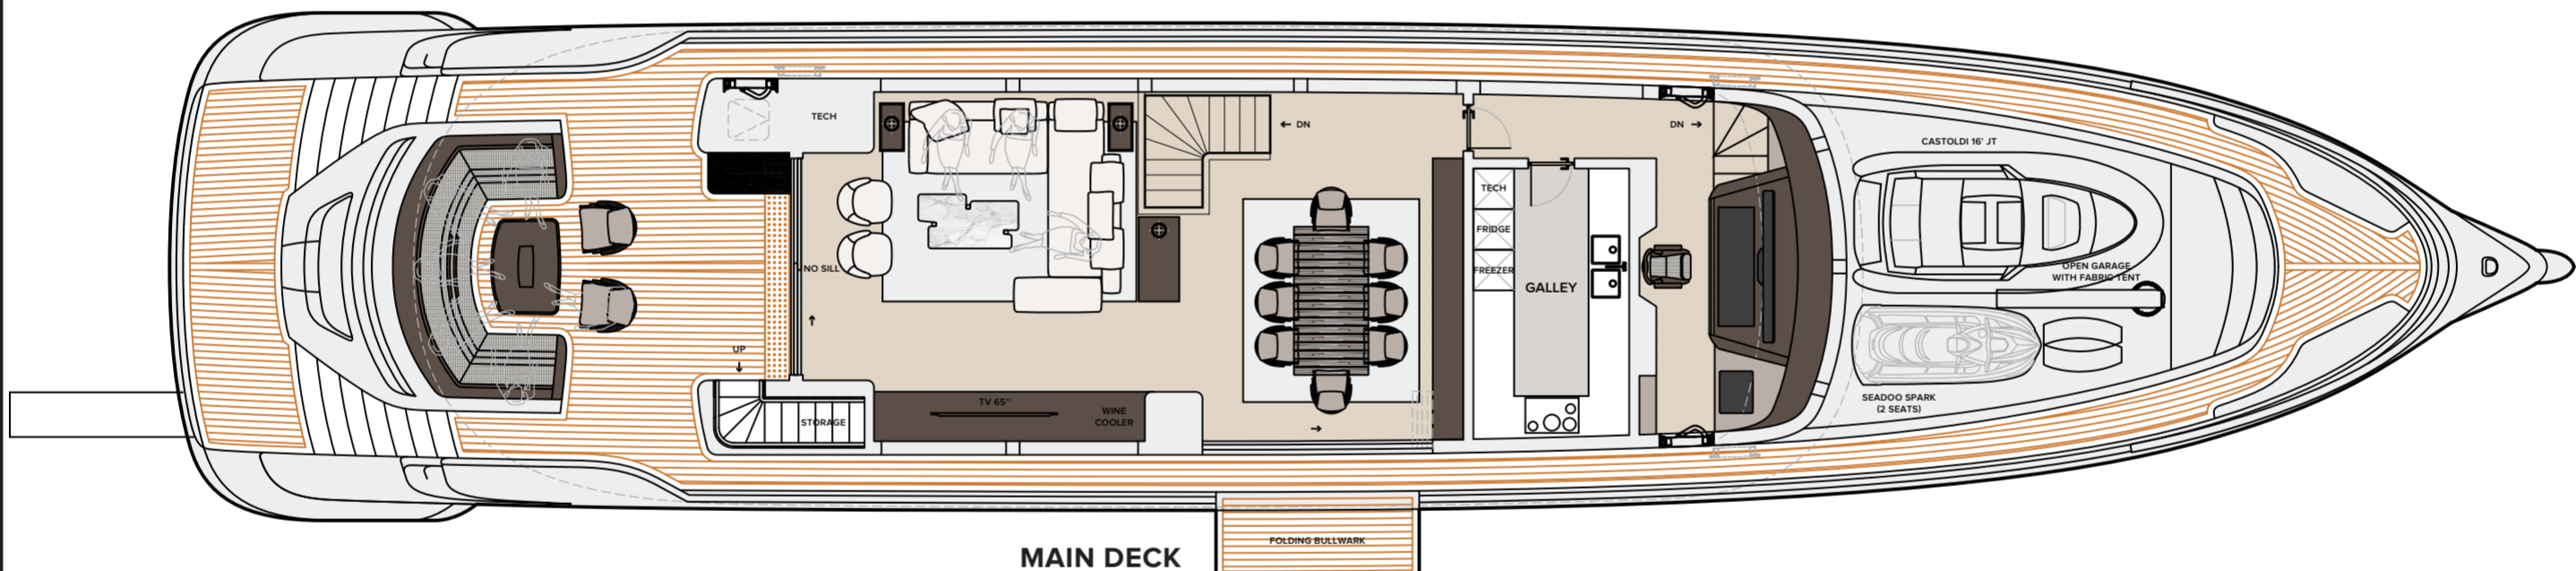 TECH
← DN
DN →
CASTOLDI 16' JT
TECH
FRIDGE
FREEZER
NO SILL
OPEN GARAGE
WITH FABRIC TENT
GALLEY
UP
TV 65''
WINE
COOLER
STORAGE
SEADOO SPARK
(2 SEATS)
FOLDING BULLWARK
MAIN DECK